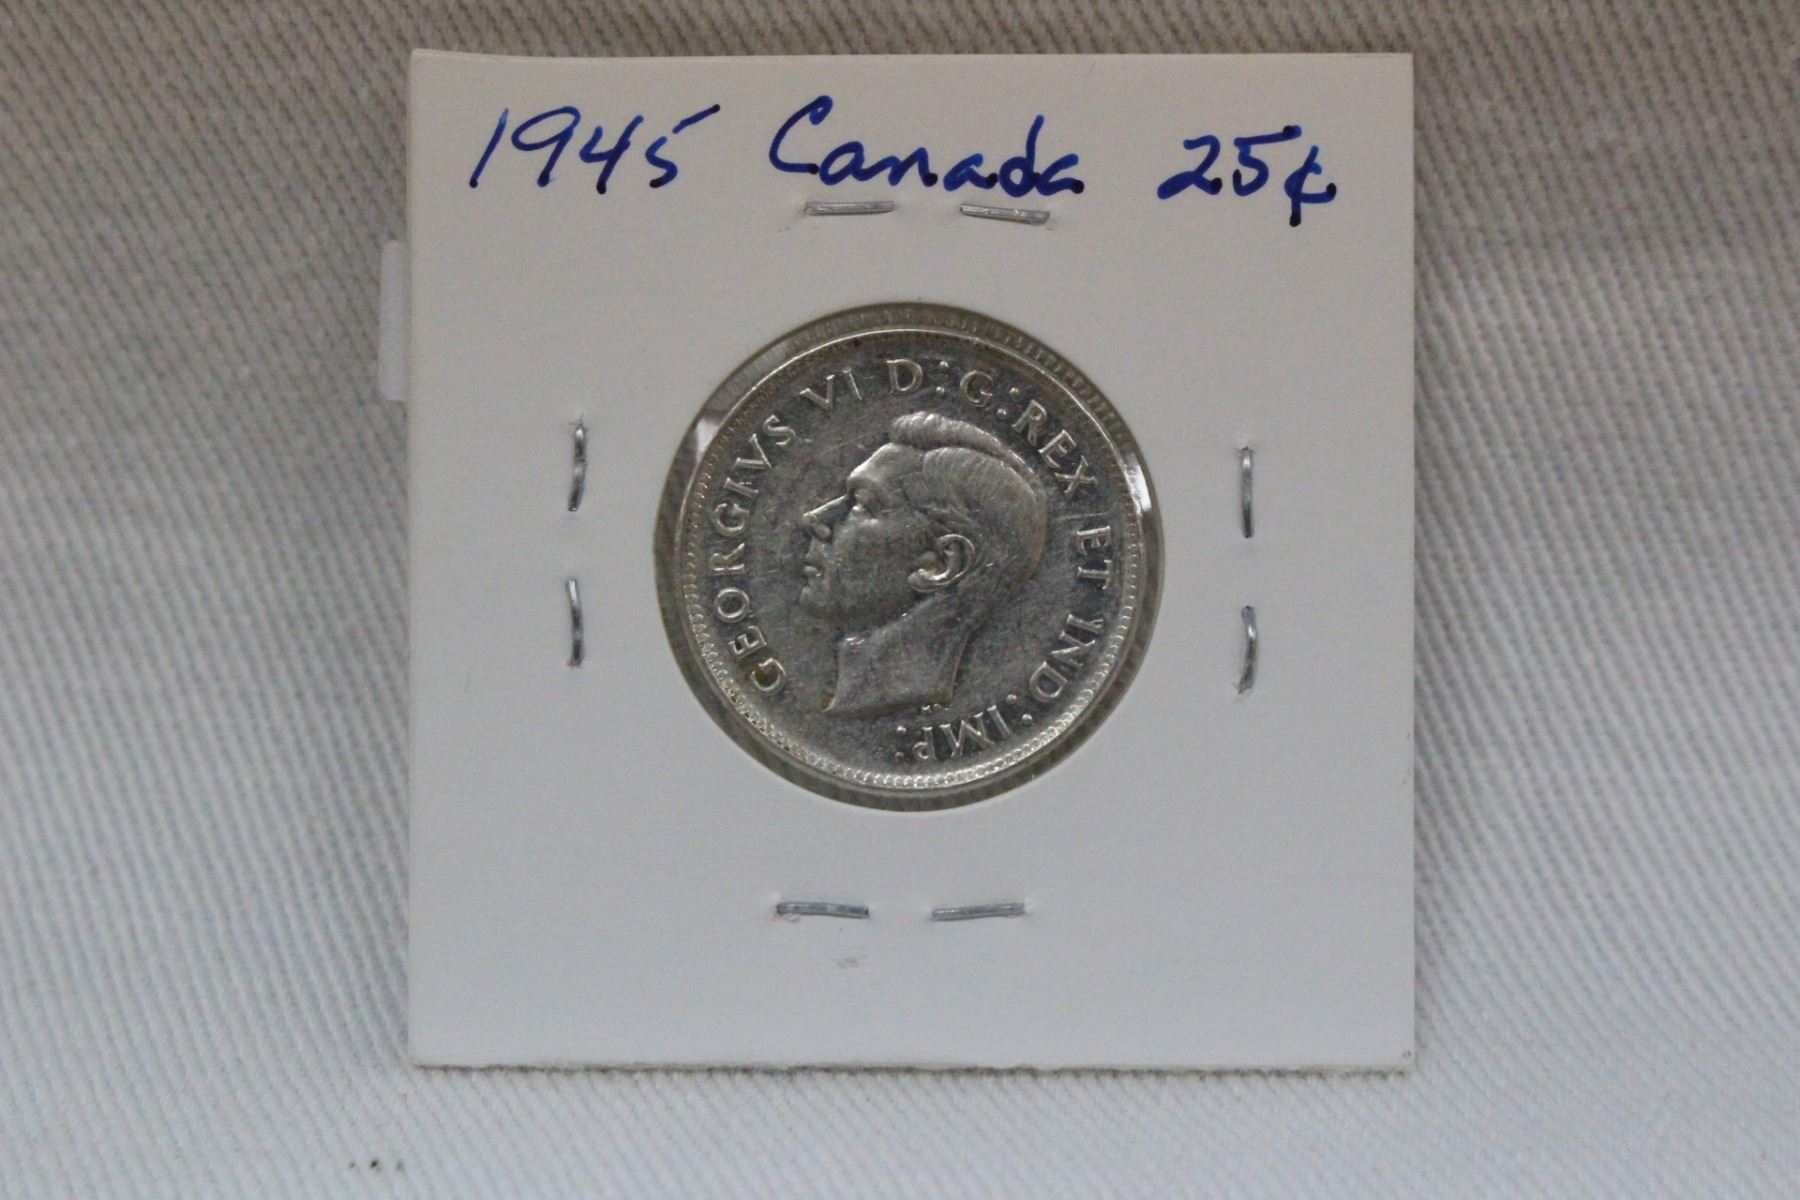 1945 Canada 25¢
GEORGIVS VI D:G:REX ET IND:IMP: